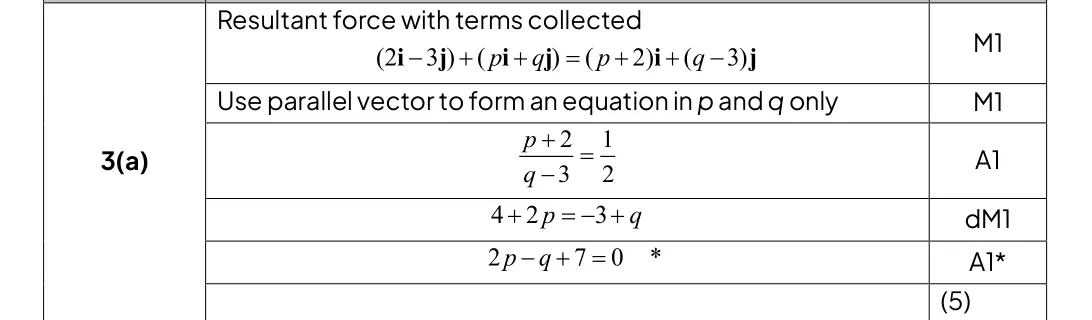 Resultant force with terms collected
(2i − 3j) + (pi + qj) = (p + 2)i + (q − 3)j
M1
Use parallel vector to form an equation in p and q only
M1
3(a)
(p + 2)/(q − 3) = 1/2
A1
4 + 2p = −3 + q
dM1
2p − q + 7 = 0 *
A1*
(5)